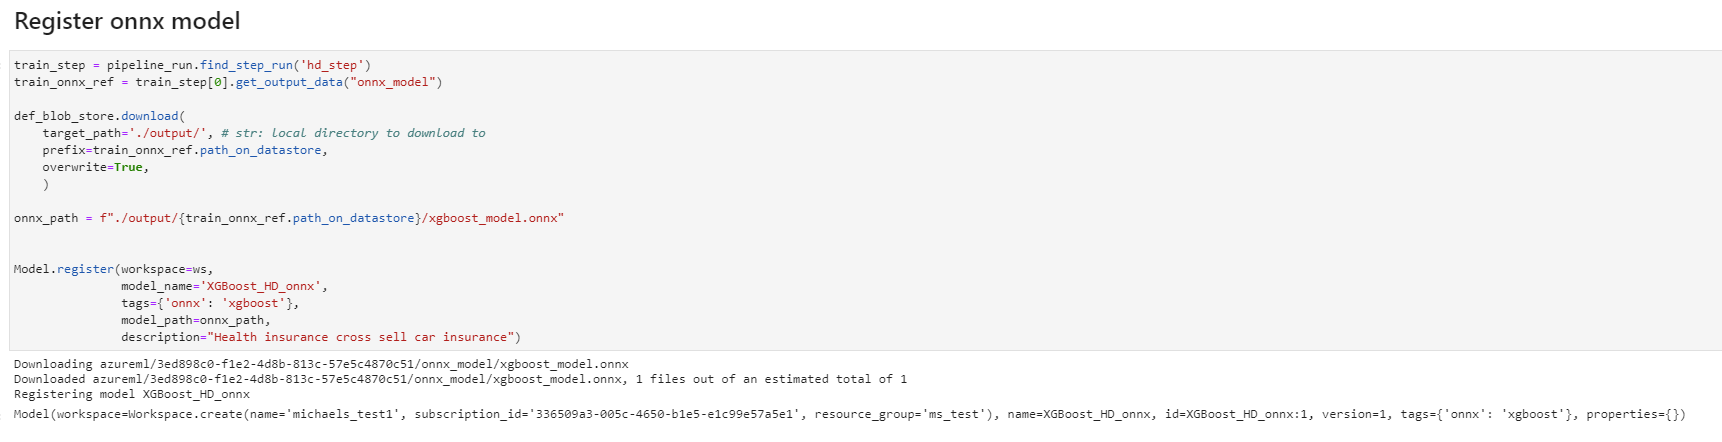 Register onnx model
train_step = pipeline_run.find_step_run('hd_step')
train_onnx_ref = train_step[0].get_output_data("onnx_model")
def_blob_store.download(
    target_path='./output/', # str: local directory to download to
    prefix=train_onnx_ref.path_on_datastore,
    overwrite=True,
    )
onnx_path = f"./output/{train_onnx_ref.path_on_datastore}/xgboost_model.onnx"
Model.register(workspace=ws,
               model_name='XGBoost_HD_onnx',
               tags={'onnx': 'xgboost'},
               model_path=onnx_path,
               description="Health insurance cross sell car insurance")
Downloading azureml/3ed898c0-f1e2-4d8b-813c-57e5c4870c51/onnx_model/xgboost_model.onnx
Downloaded azureml/3ed898c0-f1e2-4d8b-813c-57e5c4870c51/onnx_model/xgboost_model.onnx, 1 files out of an estimated total of 1
Registering model XGBoost_HD_onnx
Model(workspace=Workspace.create(name='michaels_test1', subscription_id='336509a3-005c-4650-b1e5-e1c99e57a5e1', resource_group='ms_test'), name=XGBoost_HD_onnx, id=XGBoost_HD_onnx:1, version=1, tags={'onnx': 'xgboost'}, properties={})